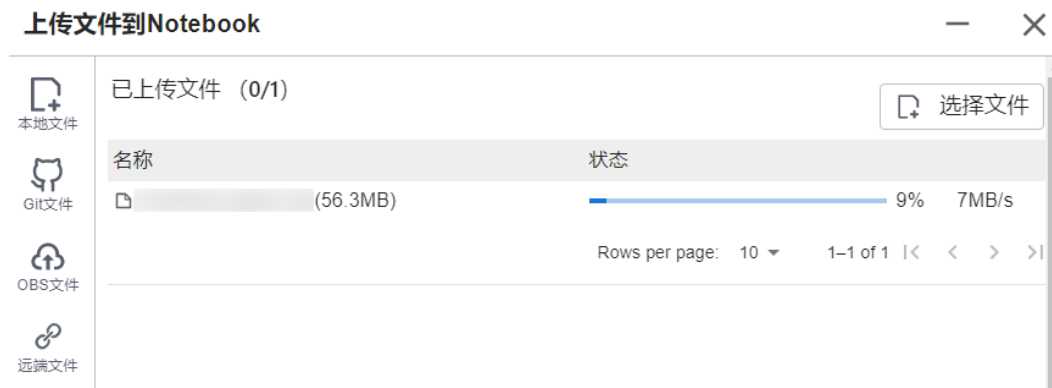 上传文件到Notebook
本地文件
Git文件
OBS文件
远端文件
已上传文件 (0/1)
选择文件
名称 状态
(56.3MB) 9% 7MB/s
Rows per page: 10 1–1 of 1